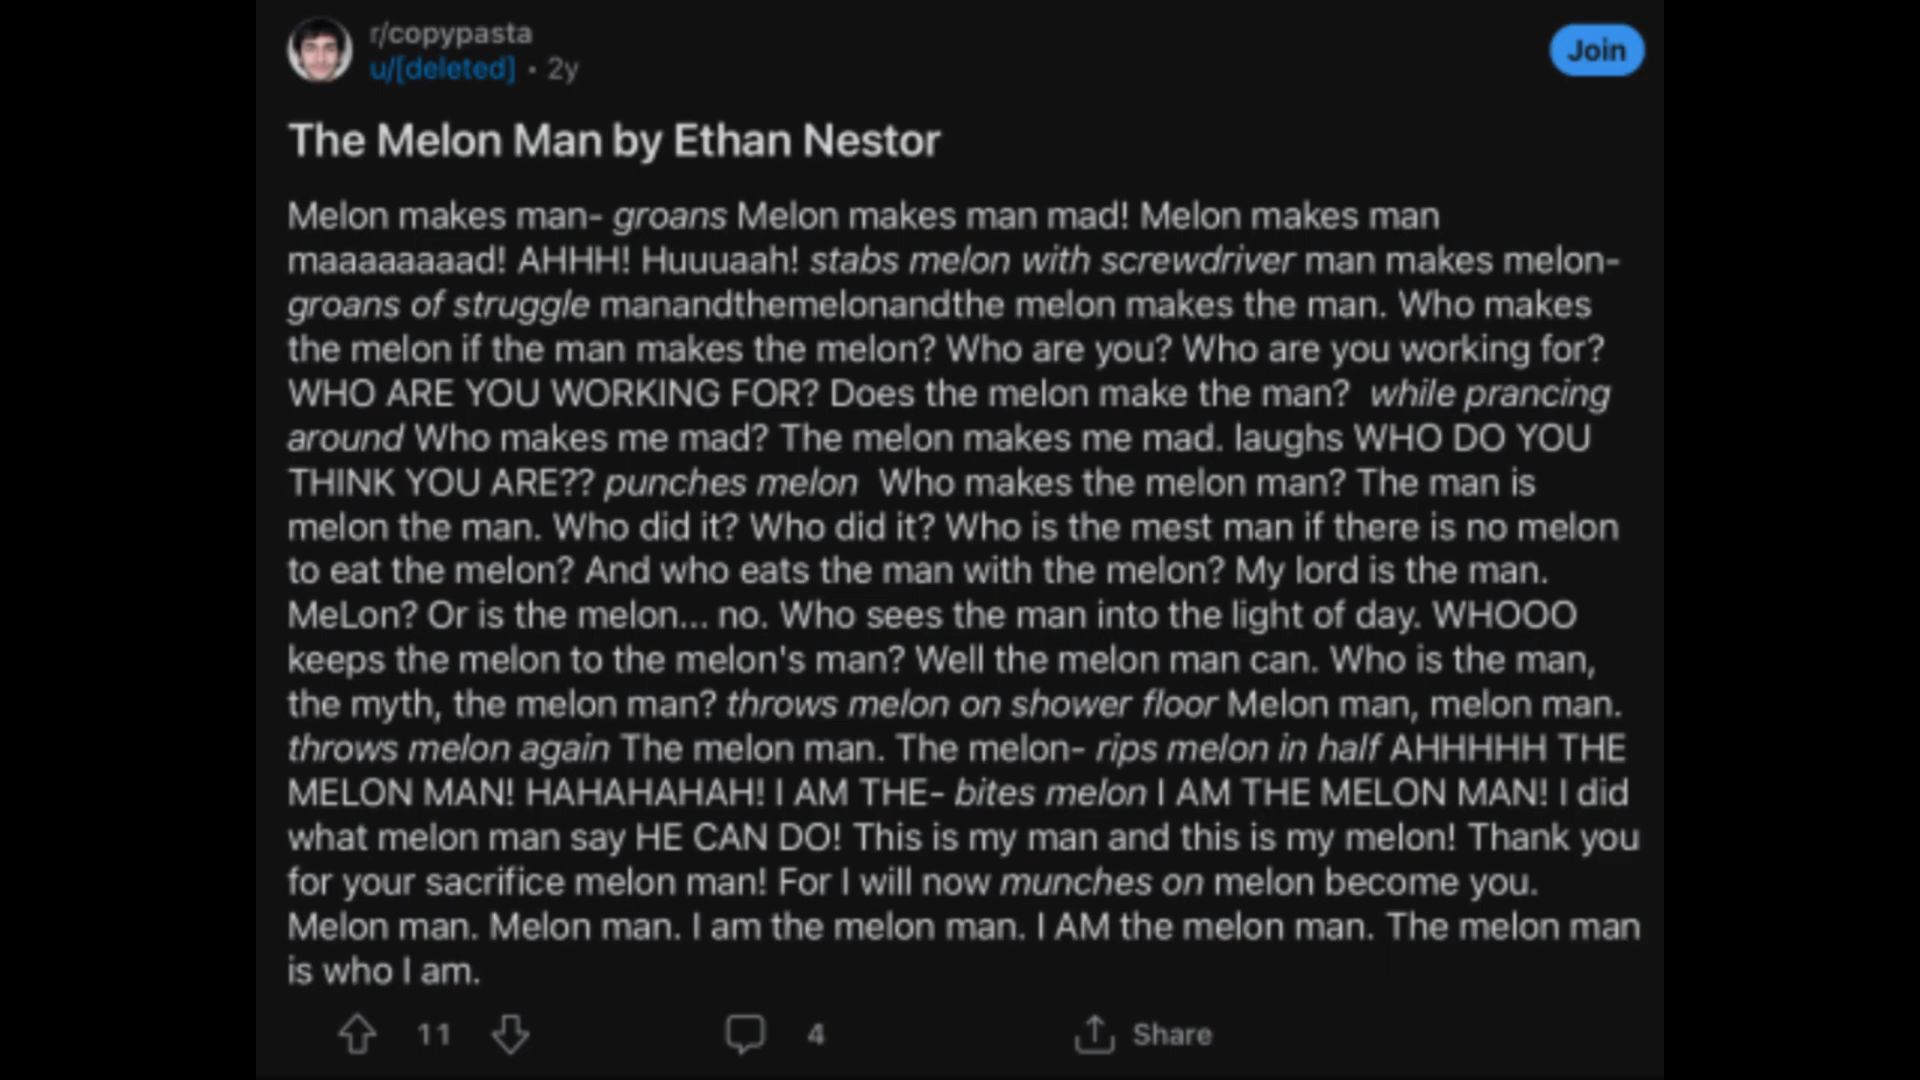 r/copypasta
u/[deleted] • 2y
Join
The Melon Man by Ethan Nestor
Melon makes man- groans Melon makes man mad! Melon makes man
maaaaaaaad! AHHH! Huuuaah! stabs melon with screwdriver man makes melon-
groans of struggle manandthemelonandthe melon makes the man. Who makes
the melon if the man makes the melon? Who are you? Who are you working for?
WHO ARE YOU WORKING FOR? Does the melon make the man? while prancing
around Who makes me mad? The melon makes me mad. laughs WHO DO YOU
THINK YOU ARE?? punches melon Who makes the melon man? The man is
melon the man. Who did it? Who did it? Who is the mest man if there is no melon
to eat the melon? And who eats the man with the melon? My lord is the man.
MeLon? Or is the melon... no. Who sees the man into the light of day. WHOOO
keeps the melon to the melon's man? Well the melon man can. Who is the man,
the myth, the melon man? throws melon on shower floor Melon man, melon man.
throws melon again The melon man. The melon- rips melon in half AHHHHH THE
MELON MAN! HAHAHAHAH! I AM THE- bites melon I AM THE MELON MAN! I did
what melon man say HE CAN DO! This is my man and this is my melon! Thank you
for your sacrifice melon man! For I will now munches on melon become you.
Melon man. Melon man. I am the melon man. I AM the melon man. The melon man
is who I am.
11
4
Share